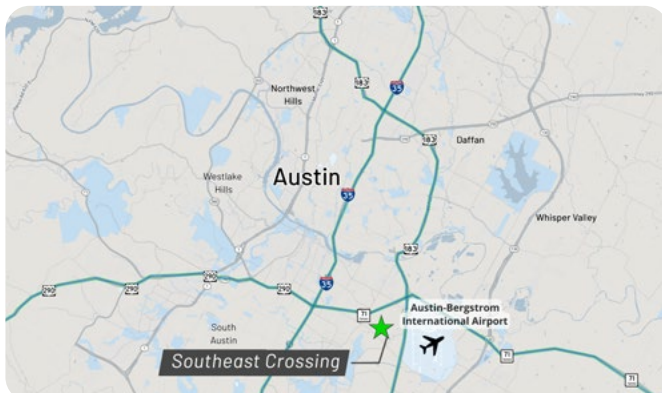 183
Northwest
Hills
183
35
183
Daffan
Westlake
Hills
Austin
35
Whisper Valley
183
290
290
290
290
35
71
Austin-Bergstrom
International Airport
South
Austin
Southeast Crossing
71
71